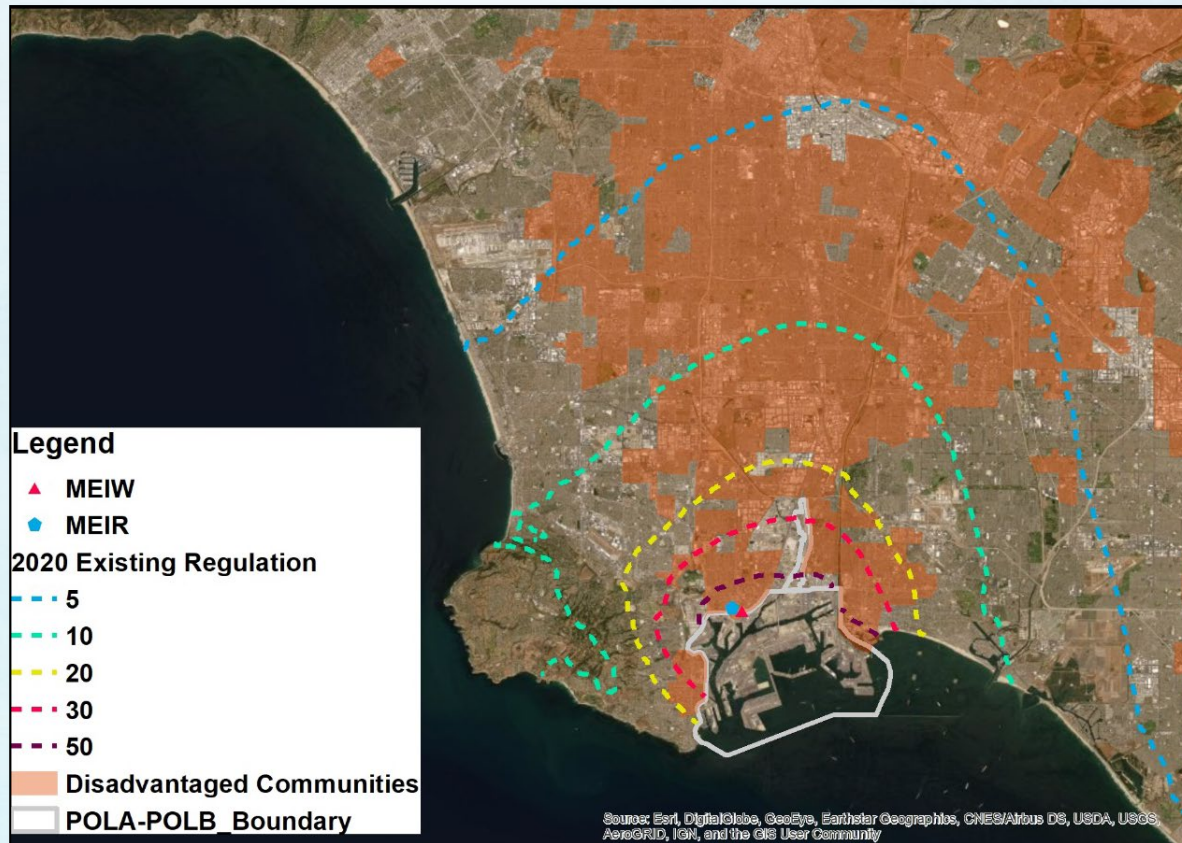 Legend
MEIW
MEIR
2020 Existing Regulation
5
10
20
30
50
Disadvantaged Communities
POLA-POLB_Boundary
Source: Esri, DigitalGlobe, GeoEye, Earthstar Geographics, CNES/Airbus DS, USDA, USGS,
AeroGRID, IGN, and the GIS User Community